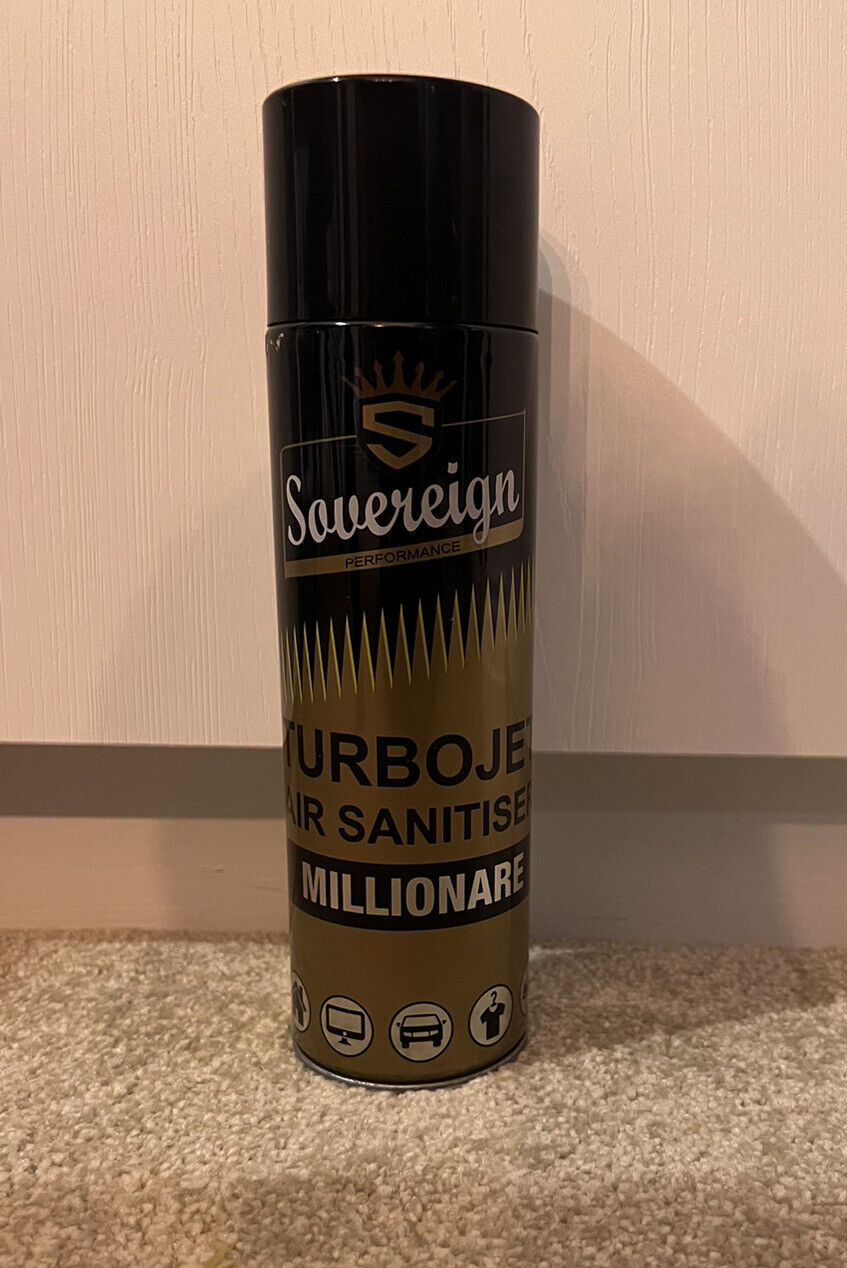 S
Sovereign
PERFORMANCE
TURBOJET
AIR SANITISER
MILLIONARE